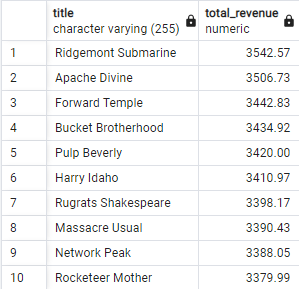 title total_revenue
character varying (255) numeric
1 Ridgemont Submarine 3542.57
2 Apache Divine 3506.73
3 Forward Temple 3442.83
4 Bucket Brotherhood 3434.92
5 Pulp Beverly 3420.00
6 Harry Idaho 3410.97
7 Rugrats Shakespeare 3398.17
8 Massacre Usual 3390.43
9 Network Peak 3388.05
10 Rocketeer Mother 3379.99